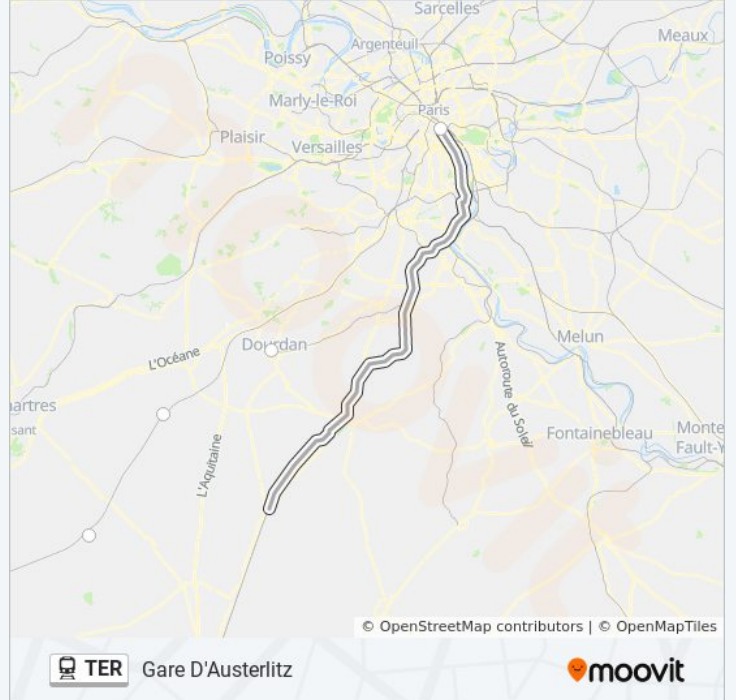 Sarcelles
Meaux
Argenteuil
Poissy
Marly-le-Roi
Paris
Plaisir
Versailles
Melun
Dourdan
L'Océane
Autoroute du Soleil
hartres
sant
L'Aquitaine
Fontainebleau
Monte
Fault-Y
© OpenStreetMap contributors | © OpenMapTiles
TER Gare D'Austerlitz
moovit